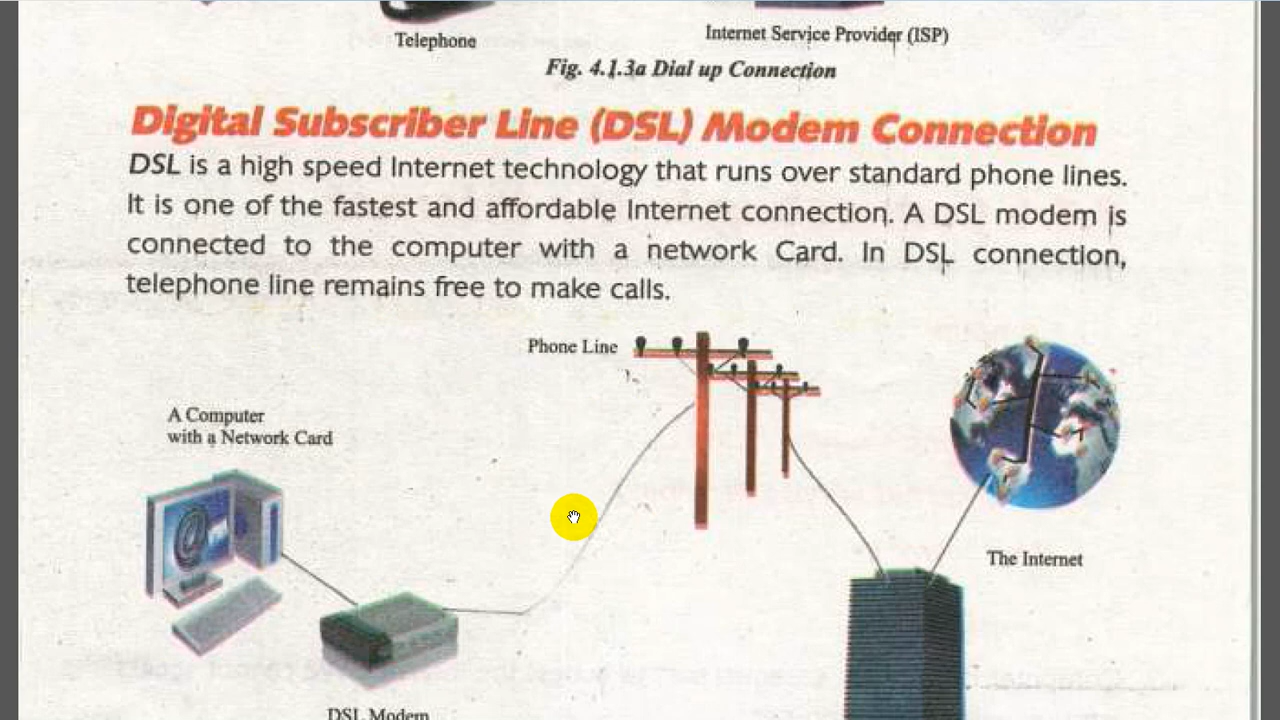 Telephone
Internet Service Provider (ISP)
Fig. 4.1.3a Dial up Connection
Digital Subscriber Line (DSL) Modem Connection
DSL is a high speed Internet technology that runs over standard phone lines.
It is one of the fastest and affordable Internet connection. A DSL modem is
connected to the computer with a network Card. In DSL connection,
telephone line remains free to make calls.
Phone Line
A Computer
with a Network Card
@
The Internet
DSL Modem